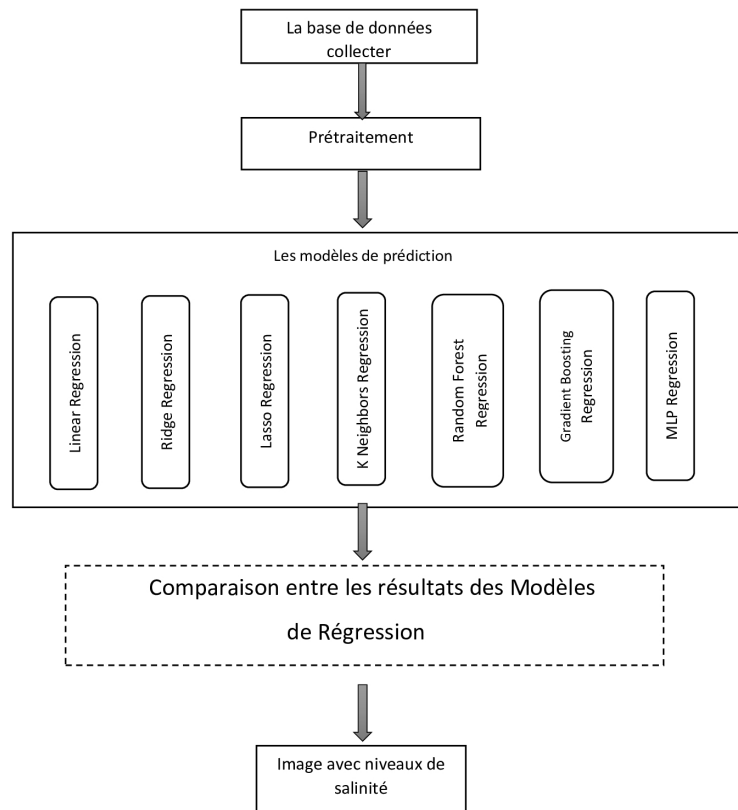 La base de données
collecter
Prétraitement
Les modèles de prédiction
Linear Regression
Ridge Regression
Lasso Regression
K Neighbors Regression
Random Forest
Regression
Gradient Boosting
Regression
MLP Regression
Comparaison entre les résultats des Modèles
de Régression
Image avec niveaux de
salinité